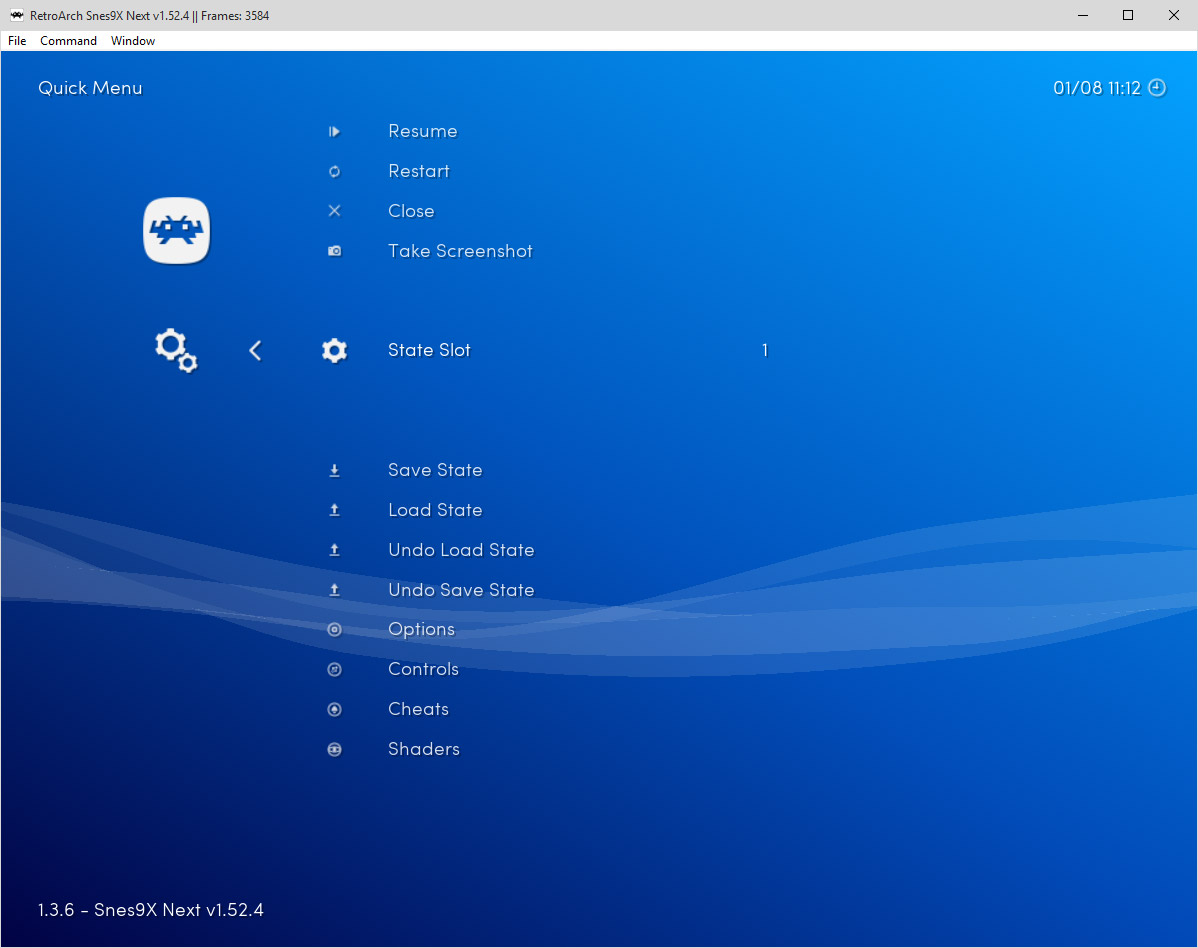 RetroArch Snes9X Next v1.52.4 || Frames: 3584
File Command Window
Quick Menu 01/08 11:12
Resume
Restart
Close
Take Screenshot
State Slot 1
Save State
Load State
Undo Load State
Undo Save State
Options
Controls
Cheats
Shaders
1.3.6 - Snes9X Next v1.52.4